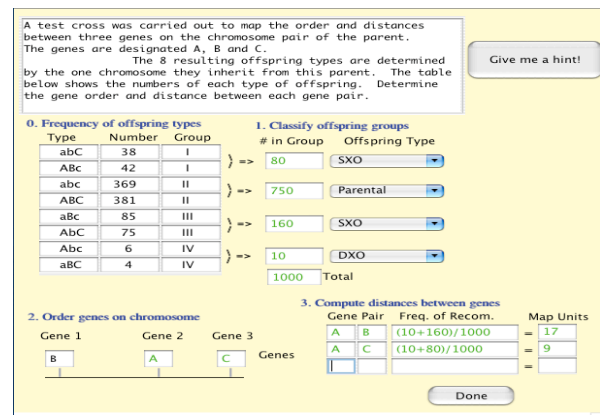 A test cross was carried out to map the order and distances
between three genes on the chromosome pair of the parent.
The genes are designated A, B and C.
The 8 resulting offspring types are determined
by the one chromosome they inherit from this parent. The table
below shows the numbers of each type of offspring. Determine
the gene order and distance between each gene pair.
Give me a hint!
0. Frequency of offspring types
Type Number Group
abC 38 I
ABc 42 I
abc 369 II
ABC 381 II
aBc 85 III
AbC 75 III
Abc 6 IV
aBC 4 IV
1. Classify offspring groups
# in Group Offspring Type
} => 80 SXO
} => 750 Parental
} => 160 SXO
} => 10 DXO
1000 Total
2. Order genes on chromosome
Gene 1 Gene 2 Gene 3
B A C Genes
3. Compute distances between genes
Gene Pair Freq. of Recom. Map Units
A B (10+160)/1000 = 17
A C (10+80)/1000 = 9
=
Done